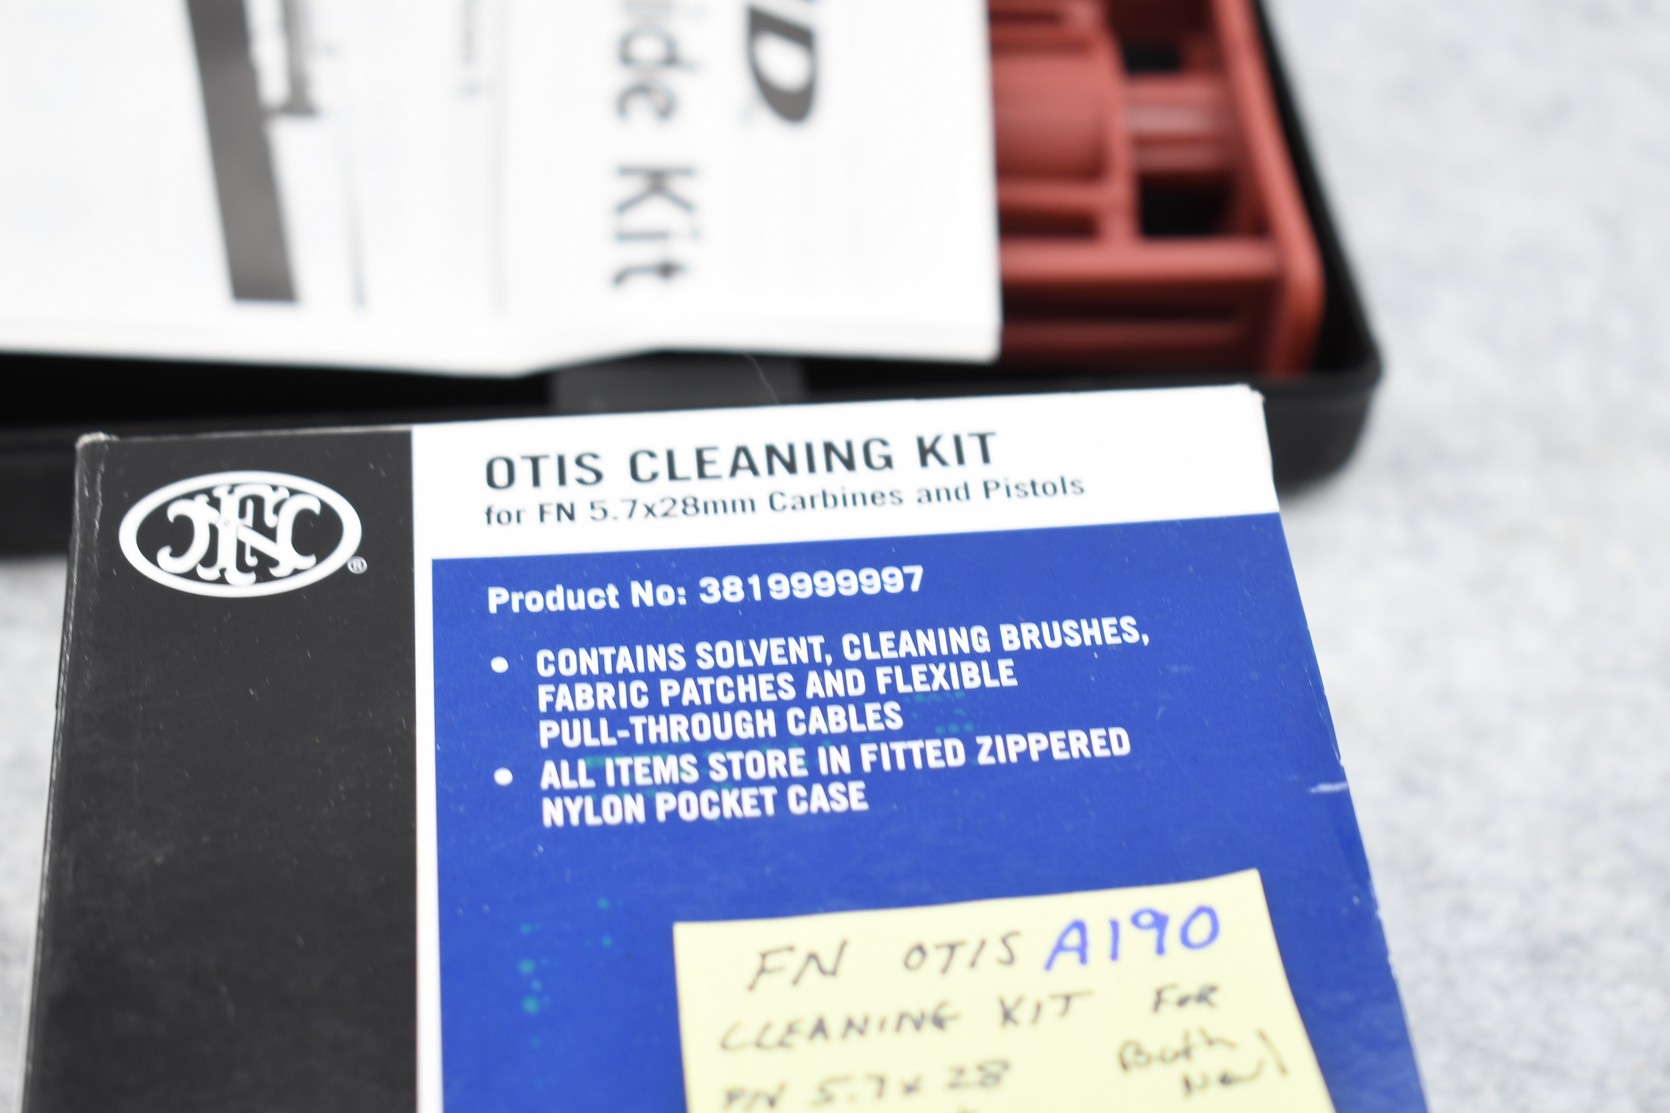 ide Kit
D
FN
®
OTIS CLEANING KIT
for FN 5.7x28mm Carbines and Pistols
Product No: 3819999997
• CONTAINS SOLVENT, CLEANING BRUSHES,
FABRIC PATCHES AND FLEXIBLE
PULL-THROUGH CABLES
• ALL ITEMS STORE IN FITTED ZIPPERED
NYLON POCKET CASE
FN OTIS A190
CLEANING KIT FOR
FN 5.7x28 Both
New!